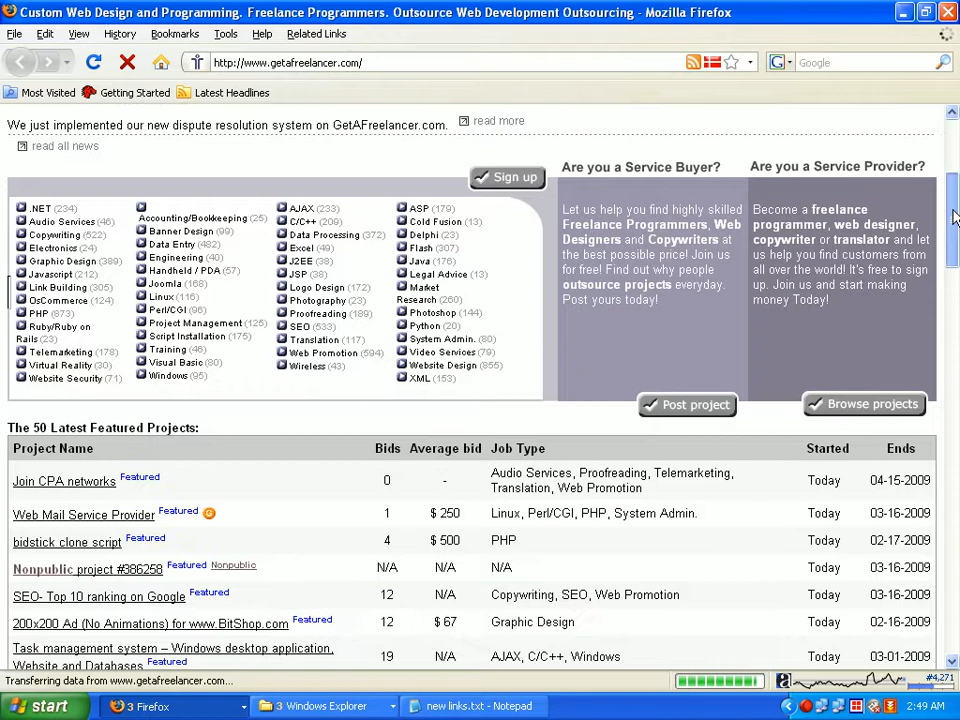 Custom Web Design and Programming. Freelance Programmers. Outsource Web Development Outsourcing - Mozilla Firefox
File Edit View History Bookmarks Tools Help Related Links
http://www.getafreelancer.com/
Google
Most Visited Getting Started Latest Headlines
We just implemented our new dispute resolution system on GetAFreelancer.com. read more
read all news
Sign up
.NET (234)
Audio Services (46)
Copywriting (522)
Electronics (24)
Graphic Design (389)
Javascript (212)
Link Building (305)
OsCommerce (124)
PHP (873)
Ruby/Ruby on
Rails (23)
Telemarketing (178)
Virtual Reality (30)
Website Security (71)
Accounting/Bookkeeping (25)
Banner Design (99)
Data Entry (482)
Engineering (40)
Handheld / PDA (57)
Joomla (168)
Linux (116)
Perl/CGI (96)
Project Management (125)
Script Installation (175)
Training (46)
Visual Basic (80)
Windows (95)
AJAX (233)
C/C++ (209)
Data Processing (372)
Excel (49)
J2EE (38)
JSP (38)
Logo Design (172)
Photography (23)
Proofreading (189)
SEO (533)
Translation (117)
Web Promotion (594)
Wireless (43)
ASP (179)
Cold Fusion (13)
Delphi (23)
Flash (307)
Java (176)
Legal Advice (13)
Market
Research (260)
Photoshop (144)
Python (20)
System Admin. (80)
Video Services (79)
Website Design (855)
XML (153)
Are you a Service Buyer?
Let us help you find highly skilled
Freelance Programmers, Web
Designers and Copywriters at
the best possible price! Join us
for free! Find out why people
outsource projects everyday.
Post yours today!
Post project
Are you a Service Provider?
Become a freelance
programmer, web designer,
copywriter or translator and let
us help you find customers from
all over the world! It's free to sign
up. Join us and start making
money Today!
Browse projects
The 50 Latest Featured Projects:
Project Name Bids Average bid Job Type Started Ends
Join CPA networks Featured 0 - Audio Services, Proofreading, Telemarketing,
Translation, Web Promotion Today 04-15-2009
Web Mail Service Provider Featured G 1 $ 250 Linux, Perl/CGI, PHP, System Admin. Today 03-16-2009
bidstick clone script Featured 4 $ 500 PHP Today 02-17-2009
Nonpublic project #386258 Featured Nonpublic N/A N/A N/A Today 03-16-2009
SEO- Top 10 ranking on Google Featured 12 N/A Copywriting, SEO, Web Promotion Today 03-16-2009
200x200 Ad (No Animations) for www.BitShop.com Featured 12 $ 67 Graphic Design Today 02-16-2009
Task management system – Windows desktop application,
Website and Databases Featured 19 N/A AJAX, C/C++, Windows Today 03-01-2009
Transferring data from www.getafreelancer.com...
#4,271
start 3 Firefox 3 Windows Explorer new links.txt - Notepad 2:49 AM